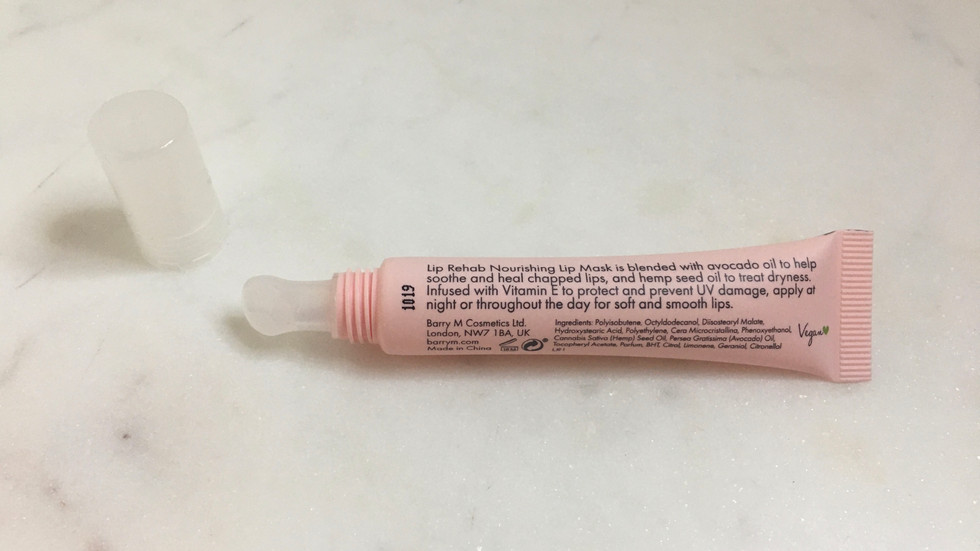 Lip Rehab Nourishing Lip Mask is blended with avocado oil to help
soothe and heal chapped lips, and hemp seed oil to treat dryness.
Infused with Vitamin E to protect and prevent UV damage, apply at
night or throughout the day for soft and smooth lips.
1019
Barry M Cosmetics Ltd.
London, NW7 1BA, UK
barrym.com
Made in China
Ingredients: Polyisobutene, Octyldodecanol, Diisostearyl Malate,
Hydroxystearic Acid, Polyethylene, Cera Microcristallina, Phenoxyethanol,
Cannabis Sativa (Hemp) Seed Oil, Persea Gratissima (Avocado) Oil,
Tocopheryl Acetate, Parfum, BHT, Citral, Limonene, Geraniol, Citronellol
Vegan